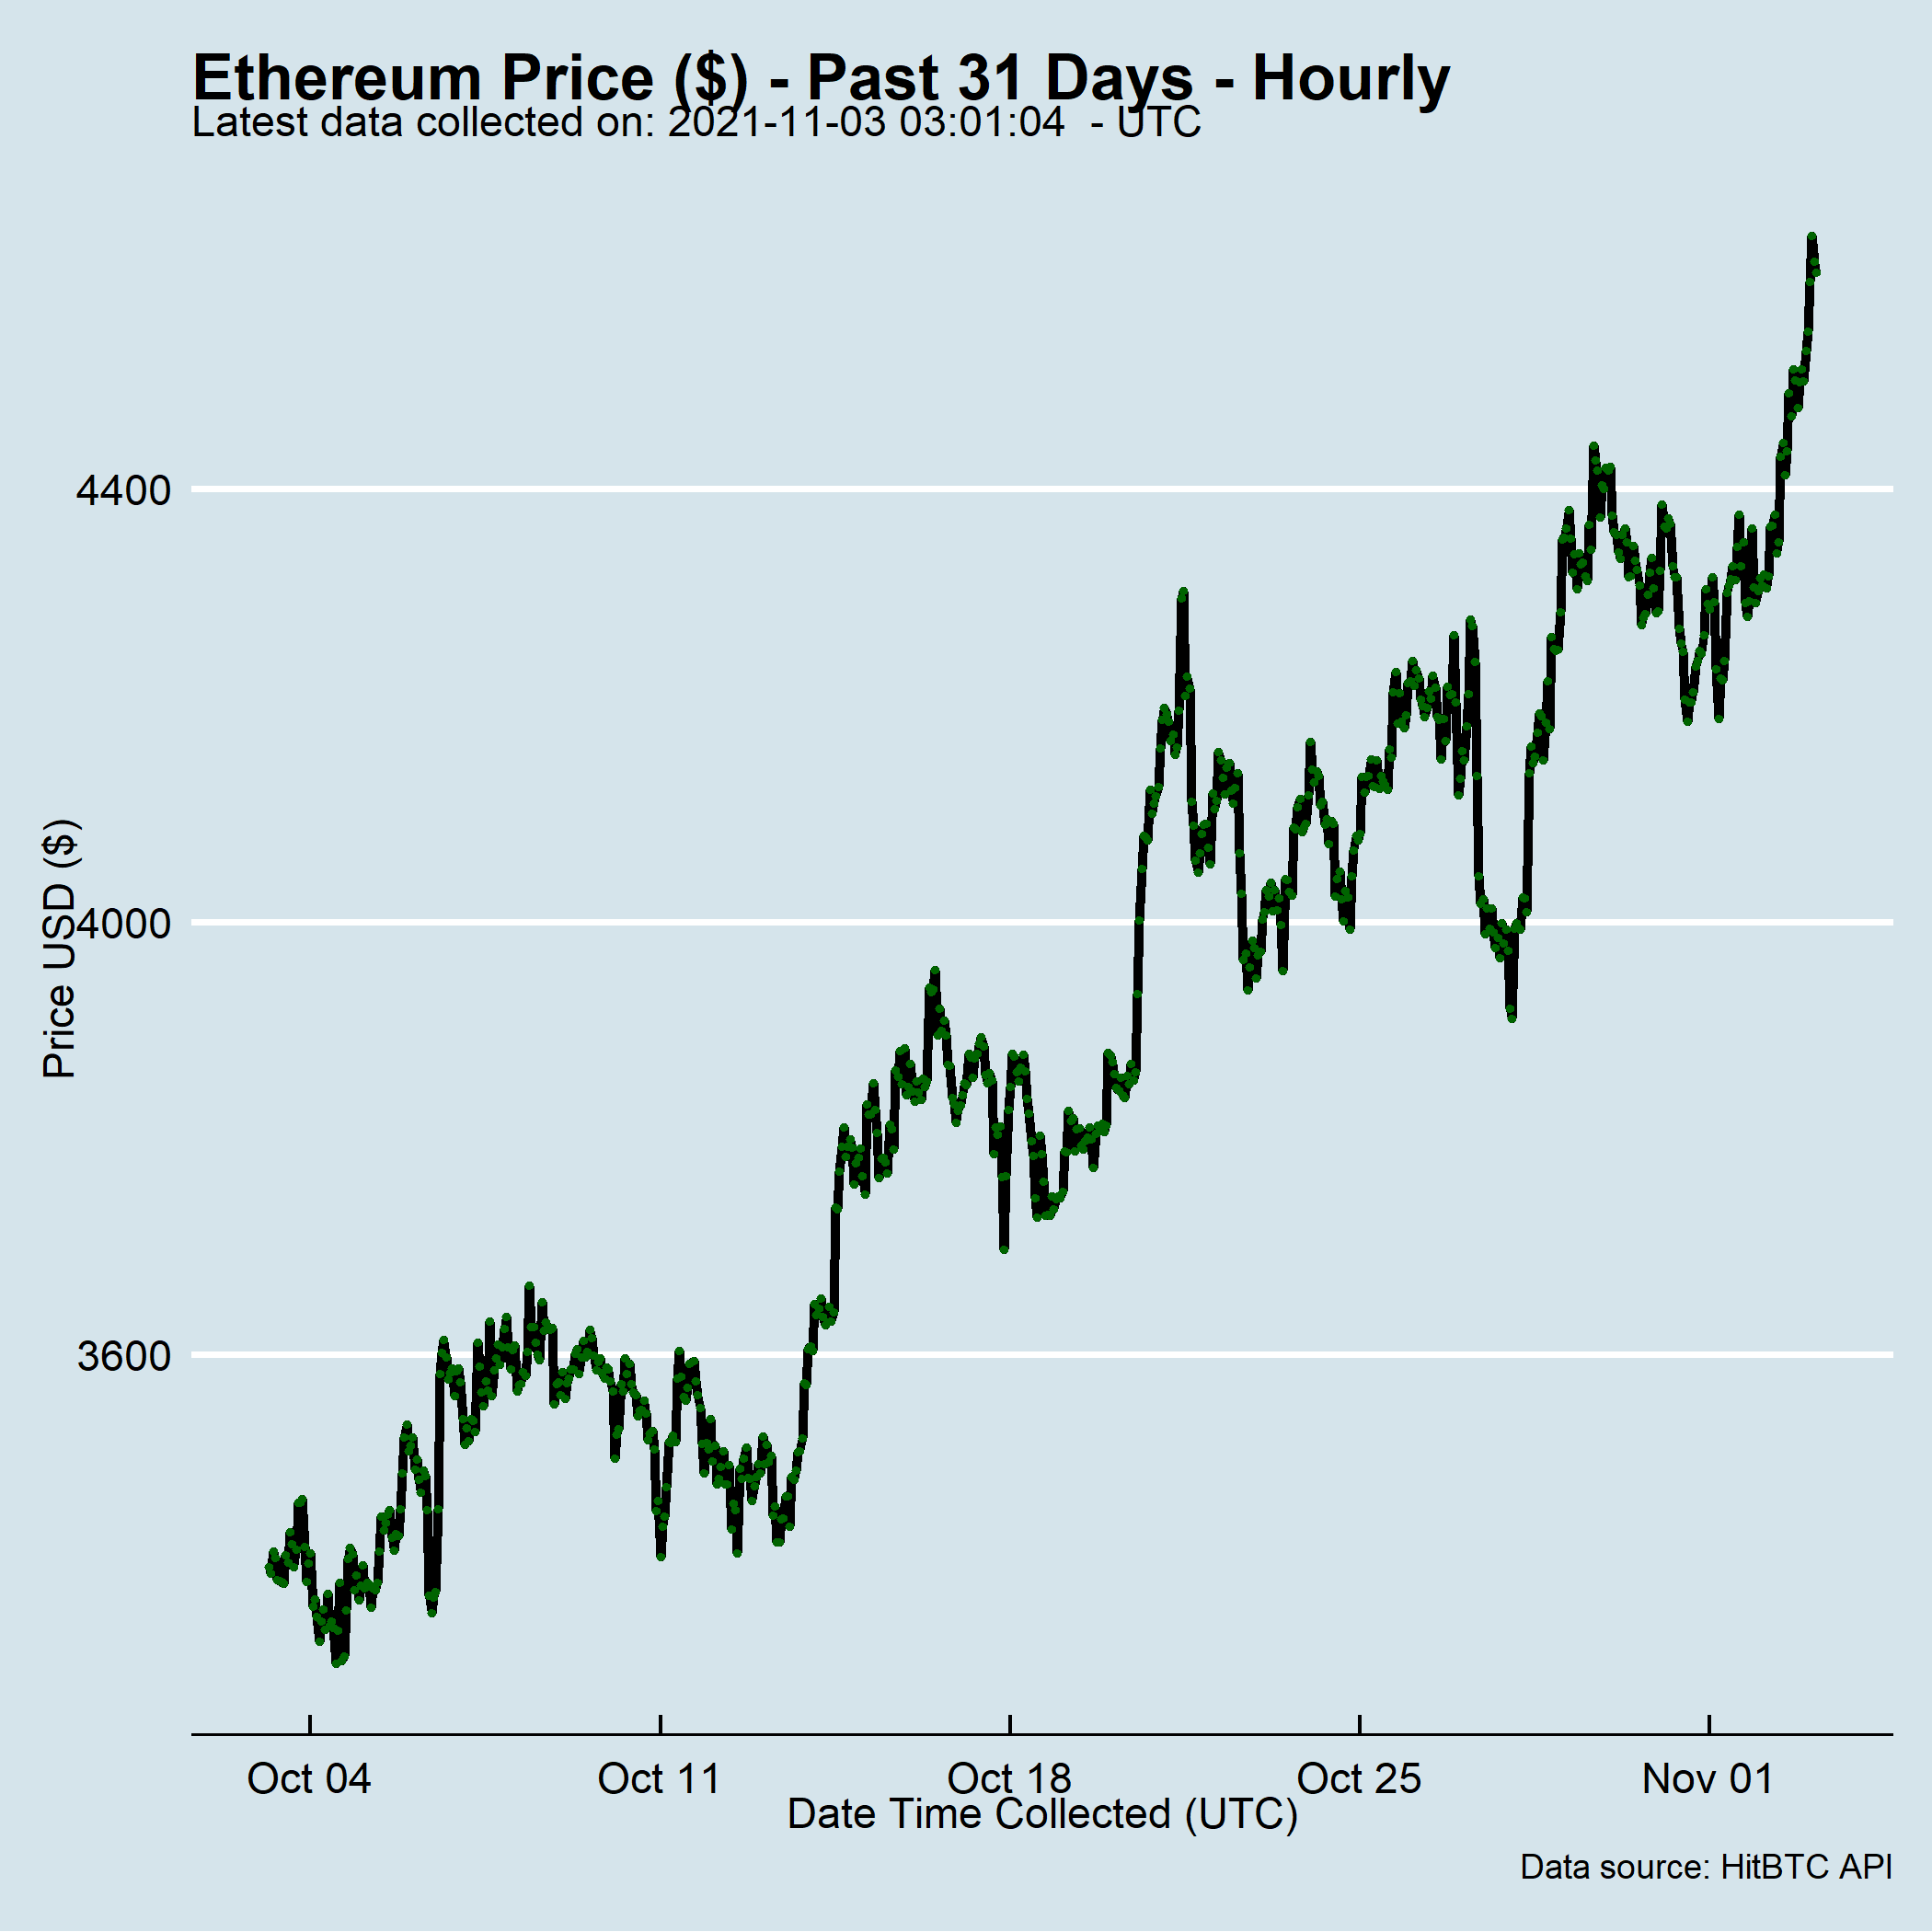 Ethereum Price ($) - Past 31 Days - Hourly
Latest data collected on: 2021-11-03 03:01:04  - UTC
4400
4000
3600
Price USD ($)
Oct 04
Oct 11
Oct 18
Oct 25
Nov 01
Date Time Collected (UTC)
Data source: HitBTC API